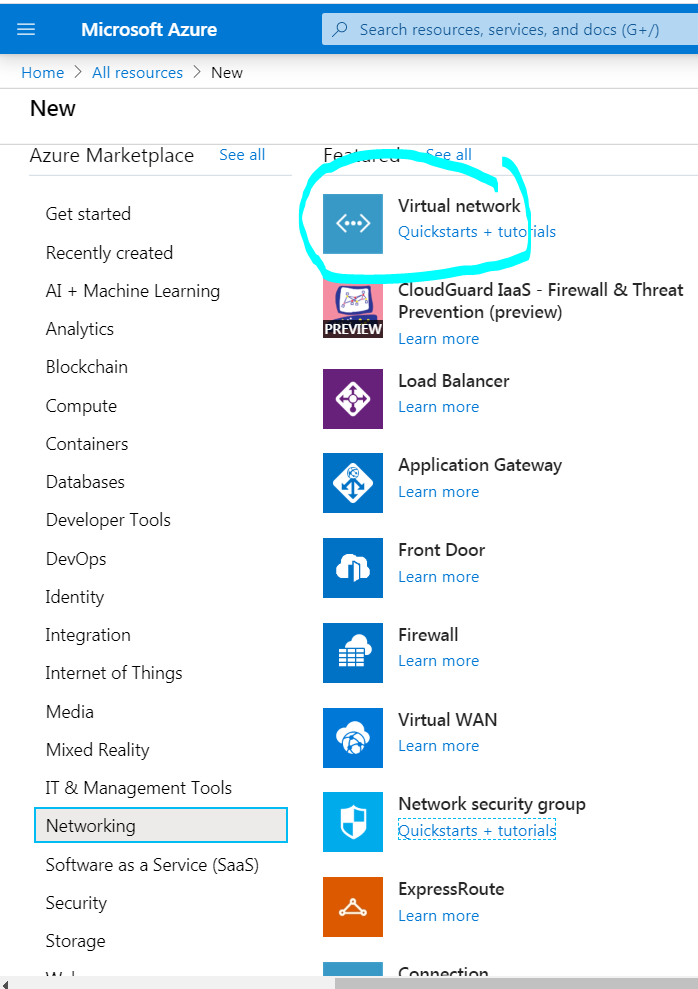 Microsoft Azure
Search resources, services, and docs (G+/)
Home > All resources > New
New
Azure Marketplace See all
Get started
Recently created
AI + Machine Learning
Analytics
Blockchain
Compute
Containers
Databases
Developer Tools
DevOps
Identity
Integration
Internet of Things
Media
Mixed Reality
IT & Management Tools
Networking
Software as a Service (SaaS)
Security
Storage
Featured See all
Virtual network
Quickstarts + tutorials
PREVIEW
CloudGuard IaaS - Firewall & Threat
Prevention (preview)
Learn more
Load Balancer
Learn more
Application Gateway
Learn more
Front Door
Learn more
Firewall
Learn more
Virtual WAN
Learn more
Network security group
Quickstarts + tutorials
ExpressRoute
Learn more
Connection